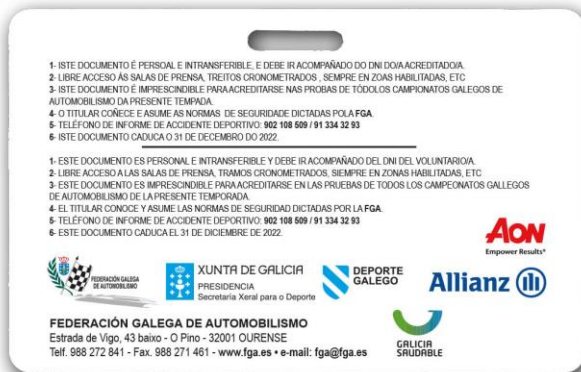 1- ISTE DOCUMENTO É PERSOAL E INTRANSFERIBLE, E DEBE IR ACOMPAÑADO DO DNI DO/A ACREDITADO/A.
2- LIBRE ACCESO ÁS SALAS DE PRENSA, TREITOS CRONOMETRADOS , SEMPRE EN ZOAS HABILITADAS, ETC
3- ISTE DOCUMENTO É IMPRESCINDIBLE PARA ACREDITARSE NAS PROBAS DE TÓDOLOS CAMPIONATOS GALEGOS DE
AUTOMOBILISMO DA PRESENTE TEMPADA.
4- O TITULAR COÑECE E ASUME AS NORMAS DE SEGURIDADE DICTADAS POLA FGA.
5- TELÉFONO DE INFORME DE ACCIDENTE DEPORTIVO: 902 108 509 / 91 334 32 93
6- ISTE DOCUMENTO CADUCA O 31 DE DECEMBRO DO 2022.
1- ESTE DOCUMENTO ES PERSONAL E INTRANSFERIBLE Y DEBE IR ACOMPAÑADO DEL DNI DEL VOLUNTARIO/A.
2- LIBRE ACCESO A LAS SALAS DE PRENSA, TRAMOS CRONOMETRADOS, SIEMPRE EN ZONAS HABILITADAS, ETC
3- ESTE DOCUMENTO ES IMPRESCINDIBLE PARA ACREDITARSE EN LAS PRUEBAS DE TODOS LOS CAMPEONATOS GALLEGOS
DE AUTOMOBILISMO DE LA PRESENTE TEMPORADA.
4- EL TITULAR CONOCE Y ASUME LAS NORMAS DE SEGURIDAD DICTADAS POR LA FGA.
5- TELÉFONO DE INFORME DE ACCIDENTE DEPORTIVO: 902 108 509 / 91 334 32 93
6- ESTE DOCUMENTO CADUCA EL 31 DE DICIEMBRE DE 2022.
AON
Empower Results®
FEDERACIÓN GALEGA
DE AUTOMOBILISMO
XUNTA DE GALICIA
PRESIDENCIA
Secretaría Xeral para o Deporte
DEPORTE
GALEGO
Allianz
FEDERACIÓN GALEGA DE AUTOMOBILISMO
Estrada de Vigo, 43 baixo - O Pino - 32001 OURENSE
Telf. 988 272 841 - Fax. 988 271 461 - www.fga.es • e-mail: fga@fga.es
GALICIA
SAUDABLE